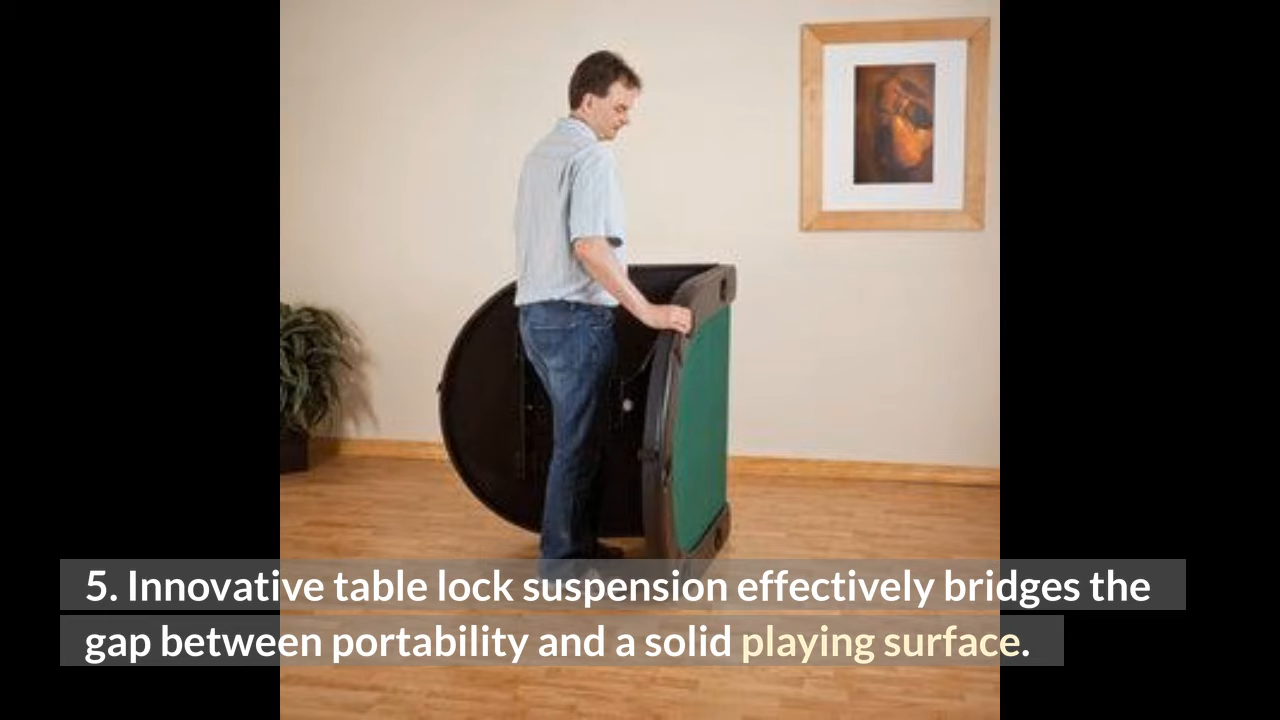 5. Innovative table lock suspension effectively bridges the
gap between portability and a solid playing surface.